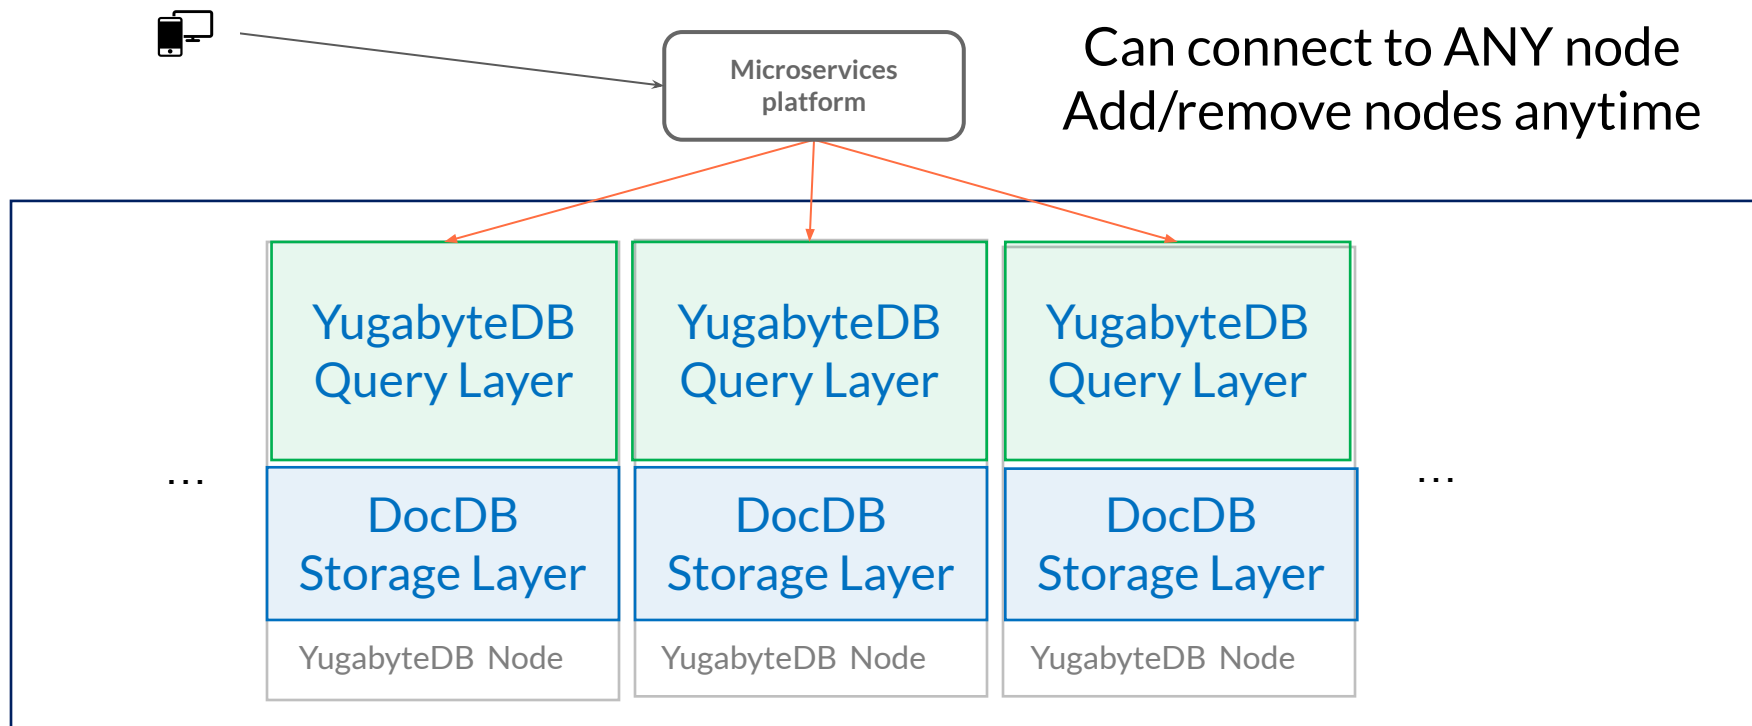 Microservices
platform
Can connect to ANY node
Add/remove nodes anytime
YugabyteDB
Query Layer
YugabyteDB
Query Layer
YugabyteDB
Query Layer
...
DocDB
Storage Layer
DocDB
Storage Layer
DocDB
Storage Layer
...
YugabyteDB Node
YugabyteDB Node
YugabyteDB Node